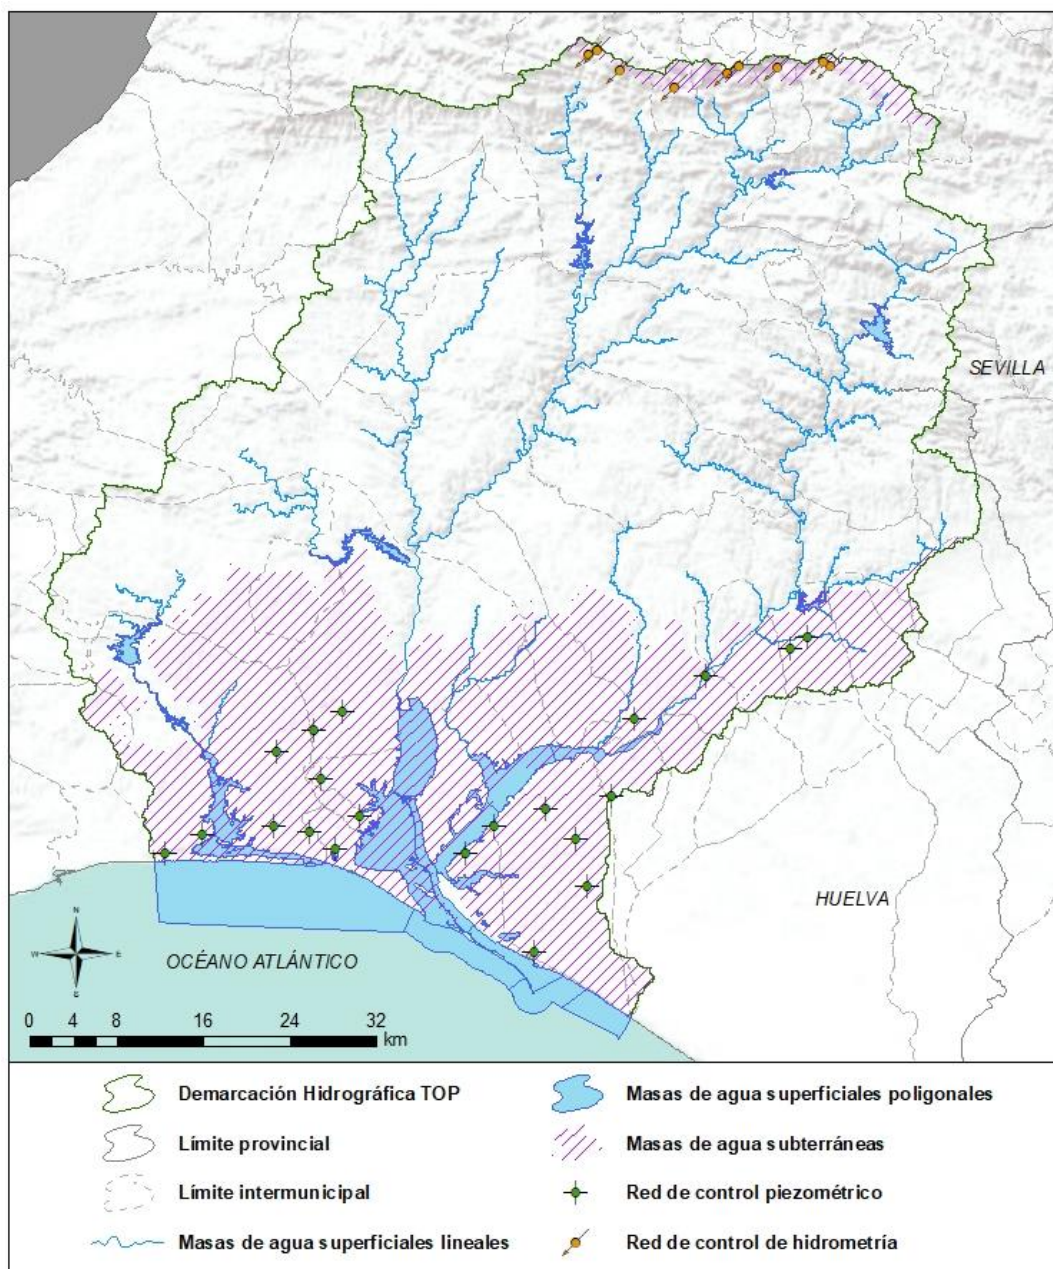 SEVILLA
HUELVA
OCÉANO ATLÁNTICO
N
W E
S
0 4 8 16 24 32
km
Demarcación Hidrográfica TOP
Masas de agua superficiales poligonales
Límite provincial
Masas de agua subterráneas
Límite intermunicipal
Red de control piezométrico
Masas de agua superficiales lineales
Red de control de hidrometría